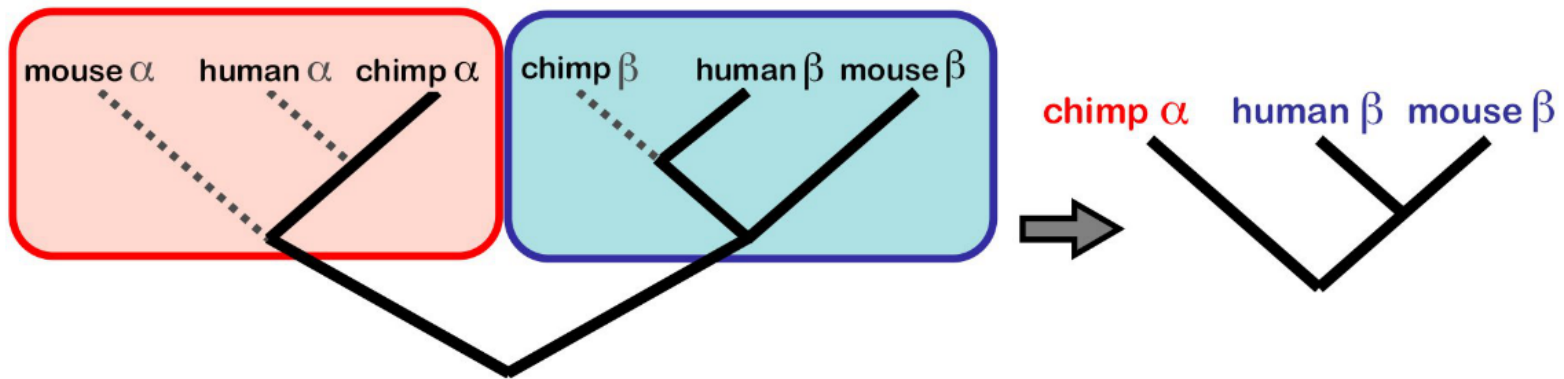 mouse α human α chimp α chimp β human β mouse β
chimp α human β mouse β